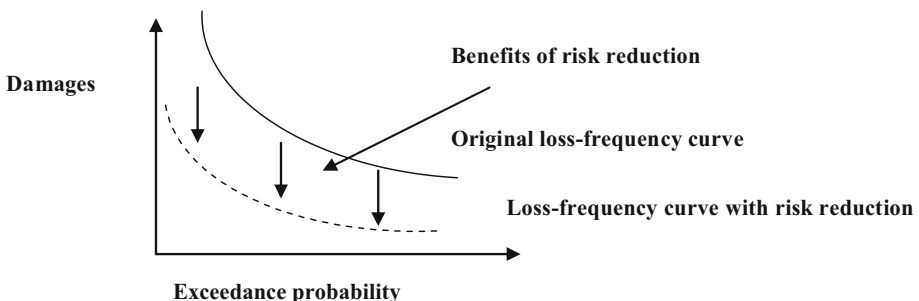 Benefits of risk reduction
Damages
Original loss-frequency curve
Loss-frequency curve with risk reduction
Exceedance probability